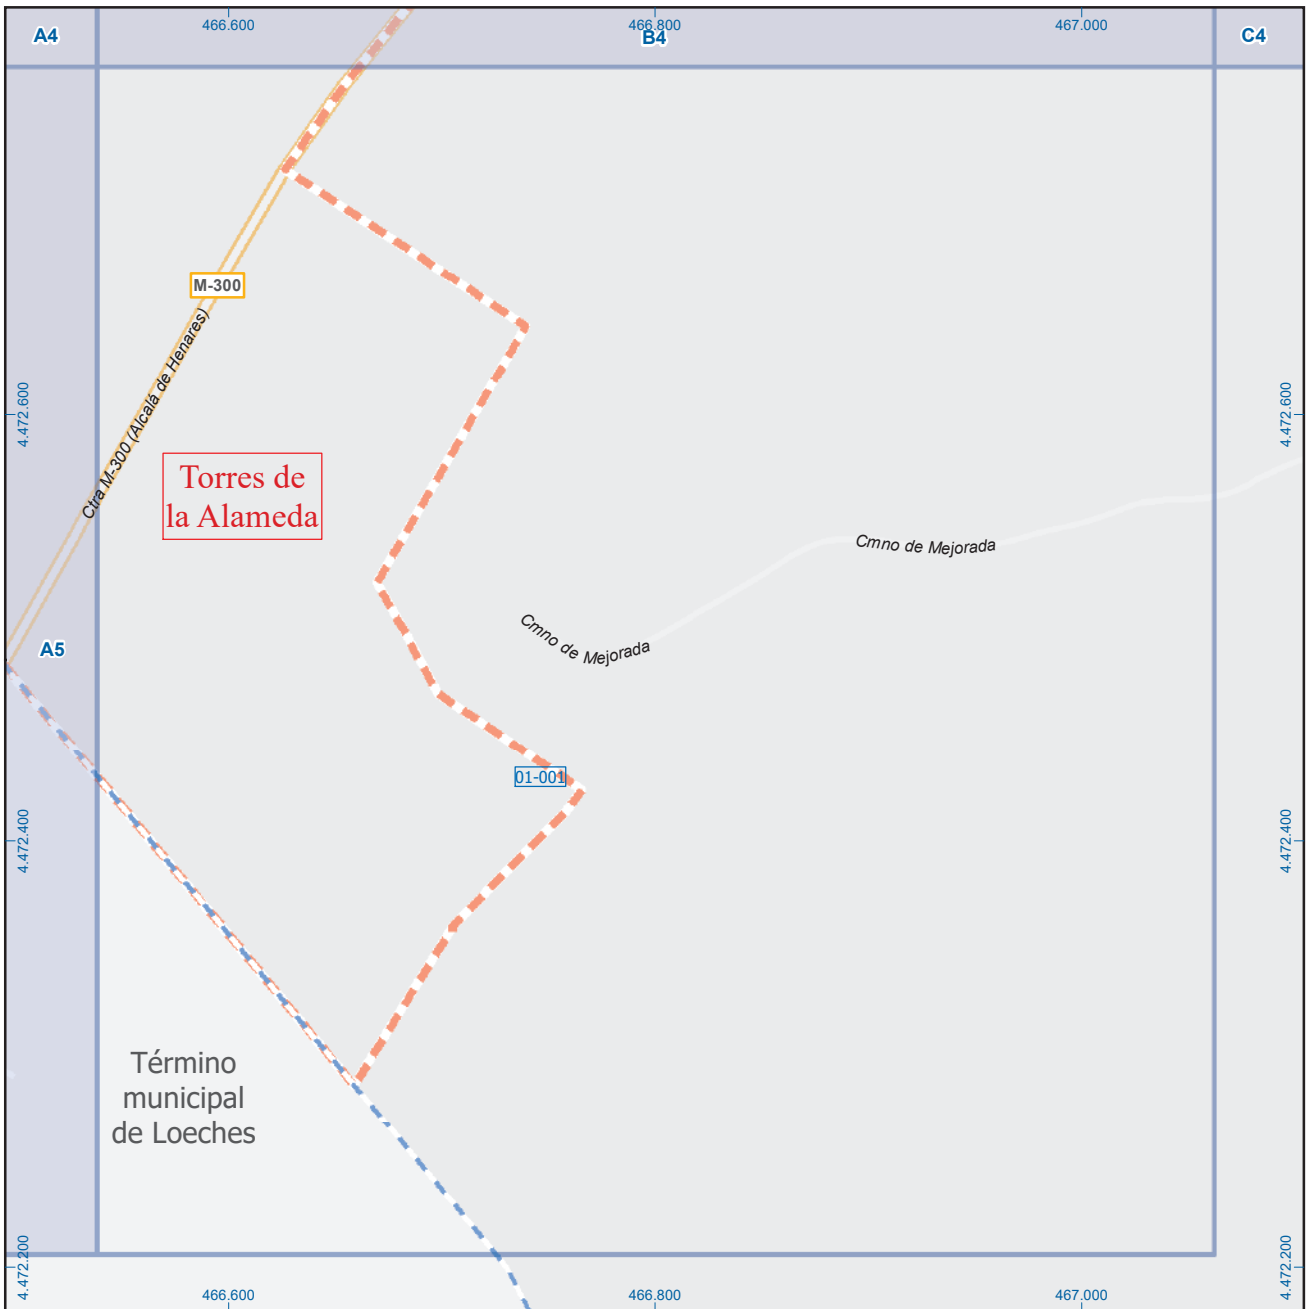 466.600
466.800
467.000
A4
B4
C4
M-300
Ctra M-300 (Alcalá de Henares)
4.472.600
4.472.600
Torres de
la Alameda
Cmno de Mejorada
Cmno de Mejorada
A5
01-001
4.472.400
4.472.400
Término
municipal
de Loeches
4.472.200
4.472.200
466.600
466.800
467.000